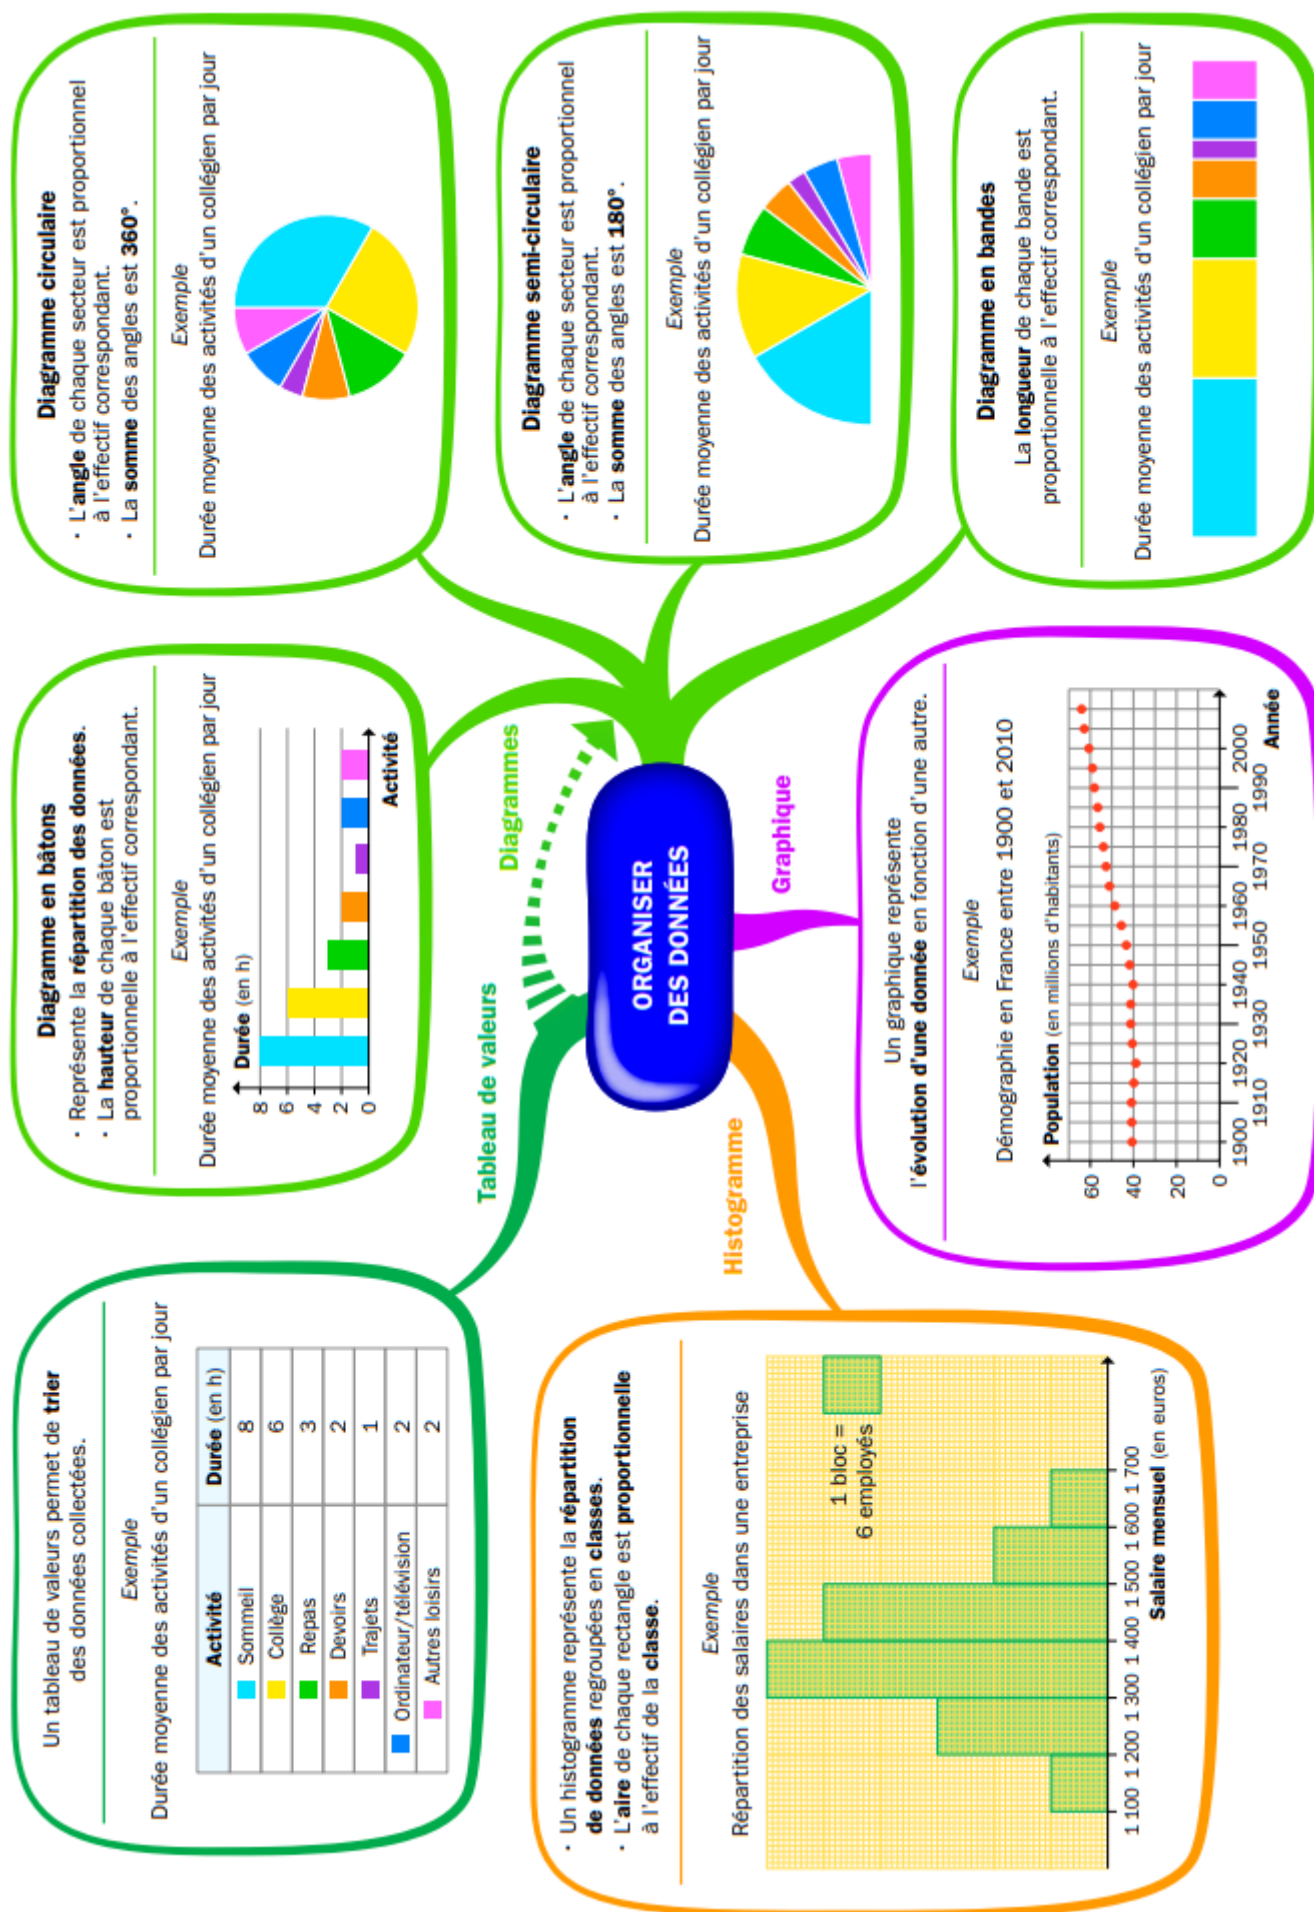 Un tableau de valeurs permet de trier
des données collectées.
Exemple
Durée moyenne des activités d'un collégien par jour
Activité Durée (en h)
Sommeil 8
Collège 6
Repas 3
Devoirs 2
Trajets 1
Ordinateur/télévision 2
Autres loisirs 2
Diagramme en bâtons
· Représente la répartition des données.
· La hauteur de chaque bâton est
proportionnelle à l'effectif correspondant.
Exemple
Durée moyenne des activités d'un collégien par jour
Durée (en h)
8
6
4
2
0
Activité
Diagramme circulaire
· L'angle de chaque secteur est proportionnel
à l'effectif correspondant.
· La somme des angles est 360°.
Exemple
Durée moyenne des activités d'un collégien par jour
Tableau de valeurs
Diagrammes
ORGANISER
DES DONNÉES
Histogramme
Graphique
Diagramme semi-circulaire
· L'angle de chaque secteur est proportionnel
à l'effectif correspondant.
· La somme des angles est 180°.
Exemple
Durée moyenne des activités d'un collégien par jour
· Un histogramme représente la répartition
de données regroupées en classes.
· L'aire de chaque rectangle est proportionnelle
à l'effectif de la classe.
Exemple
Répartition des salaires dans une entreprise
1 bloc =
6 employés
1 100 1 200 1 300 1 400 1 500 1 600 1 700
Salaire mensuel (en euros)
Un graphique représente
l'évolution d'une donnée en fonction d'une autre.
Exemple
Démographie en France entre 1900 et 2010
Population (en millions d'habitants)
60
40
20
0
1900 1910 1920 1930 1940 1950 1960 1970 1980 1990 2000
Année
Diagramme en bandes
La longueur de chaque bande est
proportionnelle à l'effectif correspondant.
Exemple
Durée moyenne des activités d'un collégien par jour